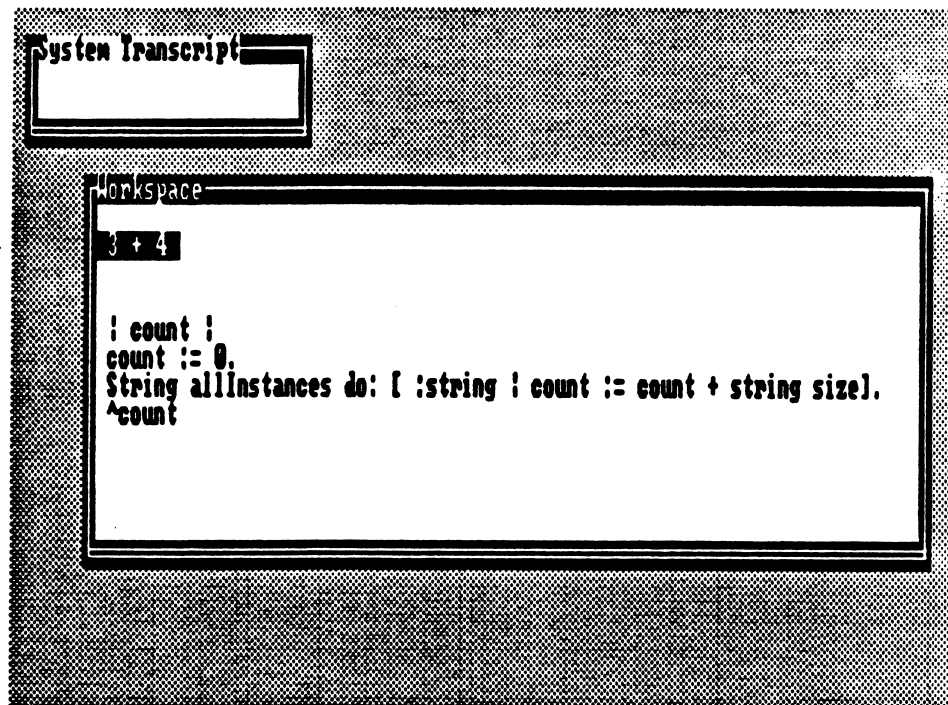 System Transcript
Workspace
3 + 4
¦ count ¦
count := 0.
String allInstances do: [ :string ¦ count := count + string size].
^count